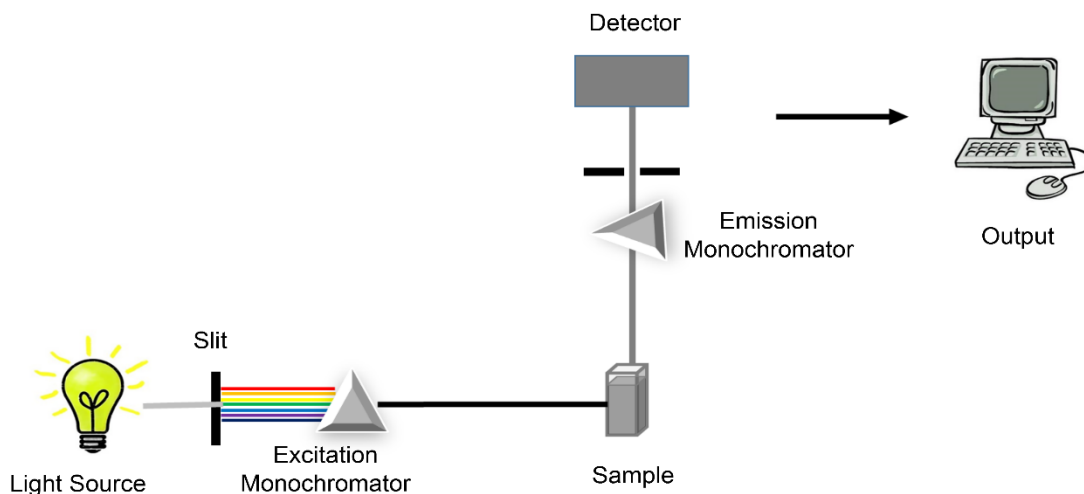 Detector
Emission
Monochromator
Output
Slit
Excitation
Monochromator
Sample
Light Source